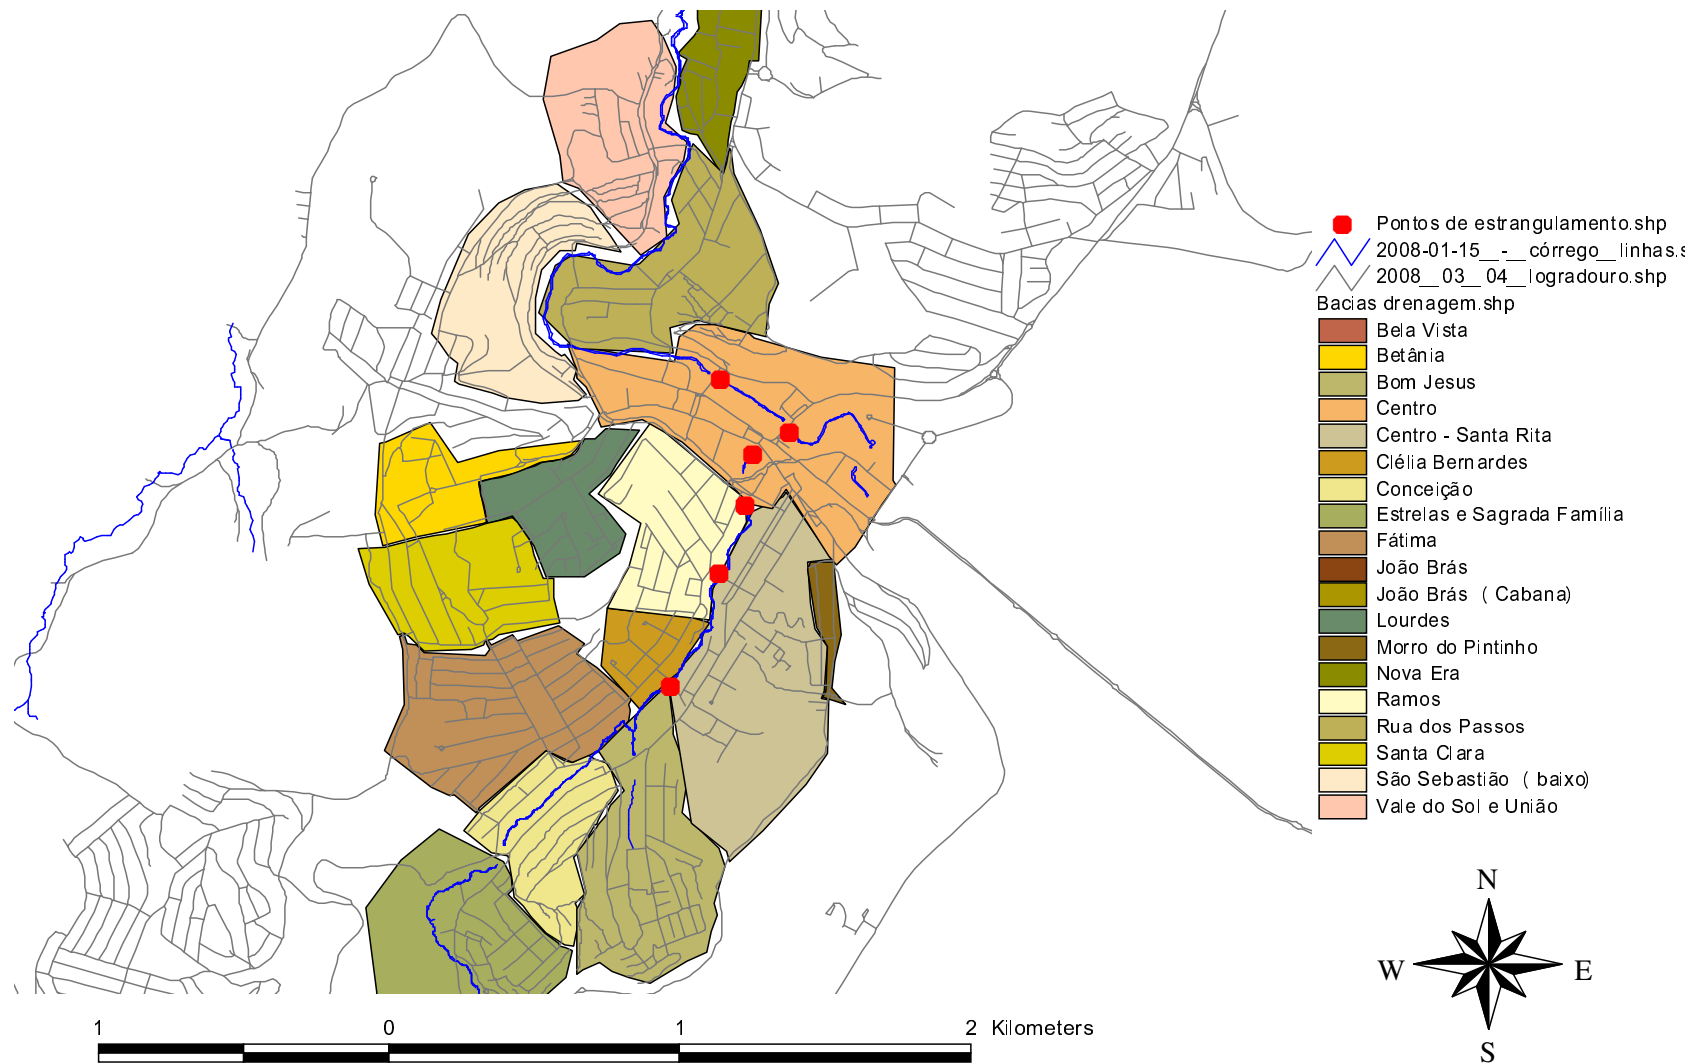 Pontos de estrangulamento.shp
2008-01-15__-__córrego__linhas.s
2008__03__04__logradouro.shp
Bacias drenagem.shp
Bela Vista
Betânia
Bom Jesus
Centro
Centro - Santa Rita
Clélia Bernardes
Conceição
Estrelas e Sagrada Família
Fátima
João Brás
João Brás ( Cabana)
Lourdes
Morro do Pintinho
Nova Era
Ramos
Rua dos Passos
Santa Clara
São Sebastião ( baixo)
Vale do Sol e União
N
W E
S
1 0 1 2 Kilometers